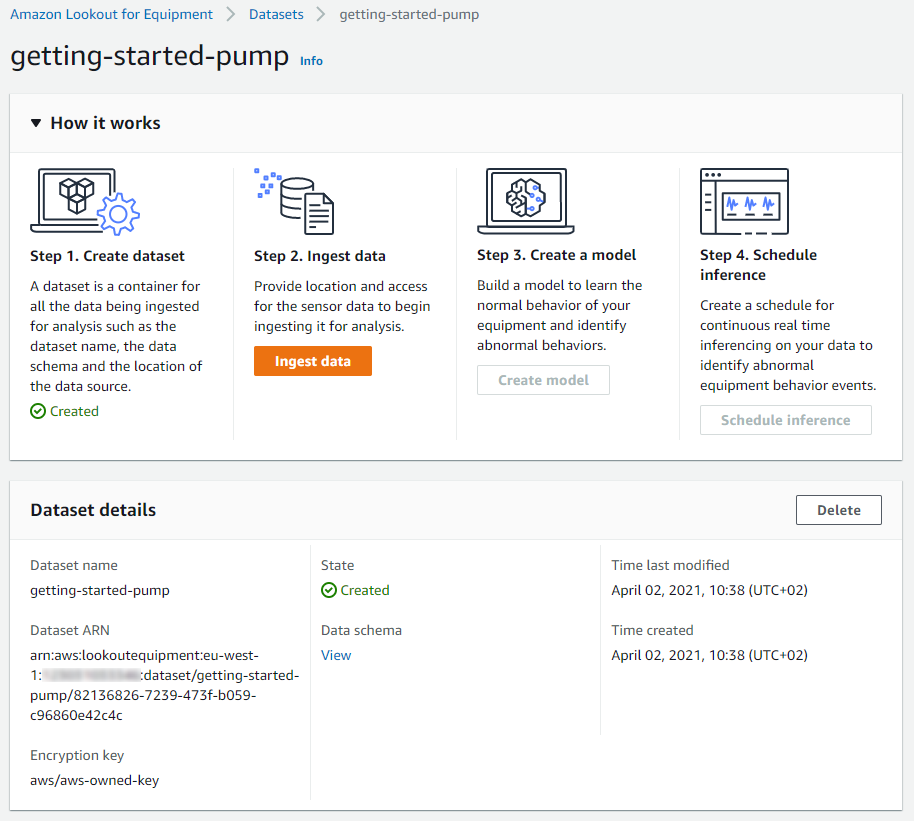 Amazon Lookout for Equipment > Datasets > getting-started-pump
getting-started-pump Info
How it works
Step 1. Create dataset
A dataset is a container for
all the data being ingested
for analysis such as the
dataset name, the data
schema and the location of
the data source.
Created
Step 2. Ingest data
Provide location and access
for the sensor data to begin
ingesting it for analysis.
Ingest data
Step 3. Create a model
Build a model to learn the
normal behavior of your
equipment and identify
abnormal behaviors.
Create model
Step 4. Schedule
inference
Create a schedule for
continuous real time
inferencing on your data to
identify abnormal
equipment behavior events.
Schedule inference
Dataset details
Delete
Dataset name
getting-started-pump
Dataset ARN
arn:aws:lookoutequipment:eu-west-
1: :dataset/getting-started-
pump/82136826-7239-473f-b059-
c96860e42c4c
Encryption key
aws/aws-owned-key
State
Created
Data schema
View
Time last modified
April 02, 2021, 10:38 (UTC+02)
Time created
April 02, 2021, 10:38 (UTC+02)